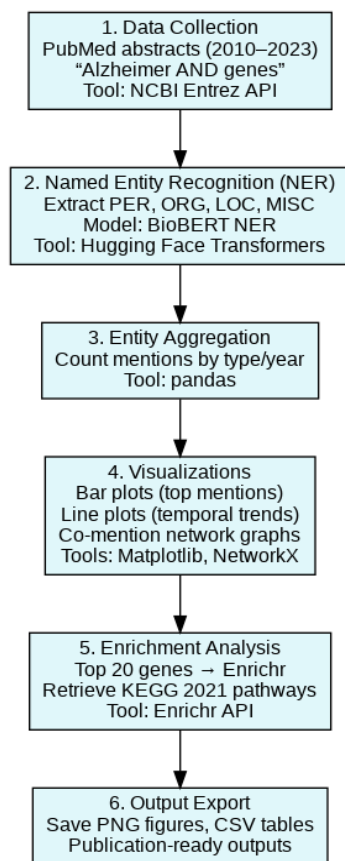 1. Data Collection
PubMed abstracts (2010–2023)
“Alzheimer AND genes”
Tool: NCBI Entrez API
2. Named Entity Recognition (NER)
Extract PER, ORG, LOC, MISC
Model: BioBERT NER
Tool: Hugging Face Transformers
3. Entity Aggregation
Count mentions by type/year
Tool: pandas
4. Visualizations
Bar plots (top mentions)
Line plots (temporal trends)
Co-mention network graphs
Tools: Matplotlib, NetworkX
5. Enrichment Analysis
Top 20 genes → Enrichr
Retrieve KEGG 2021 pathways
Tool: Enrichr API
6. Output Export
Save PNG figures, CSV tables
Publication-ready outputs